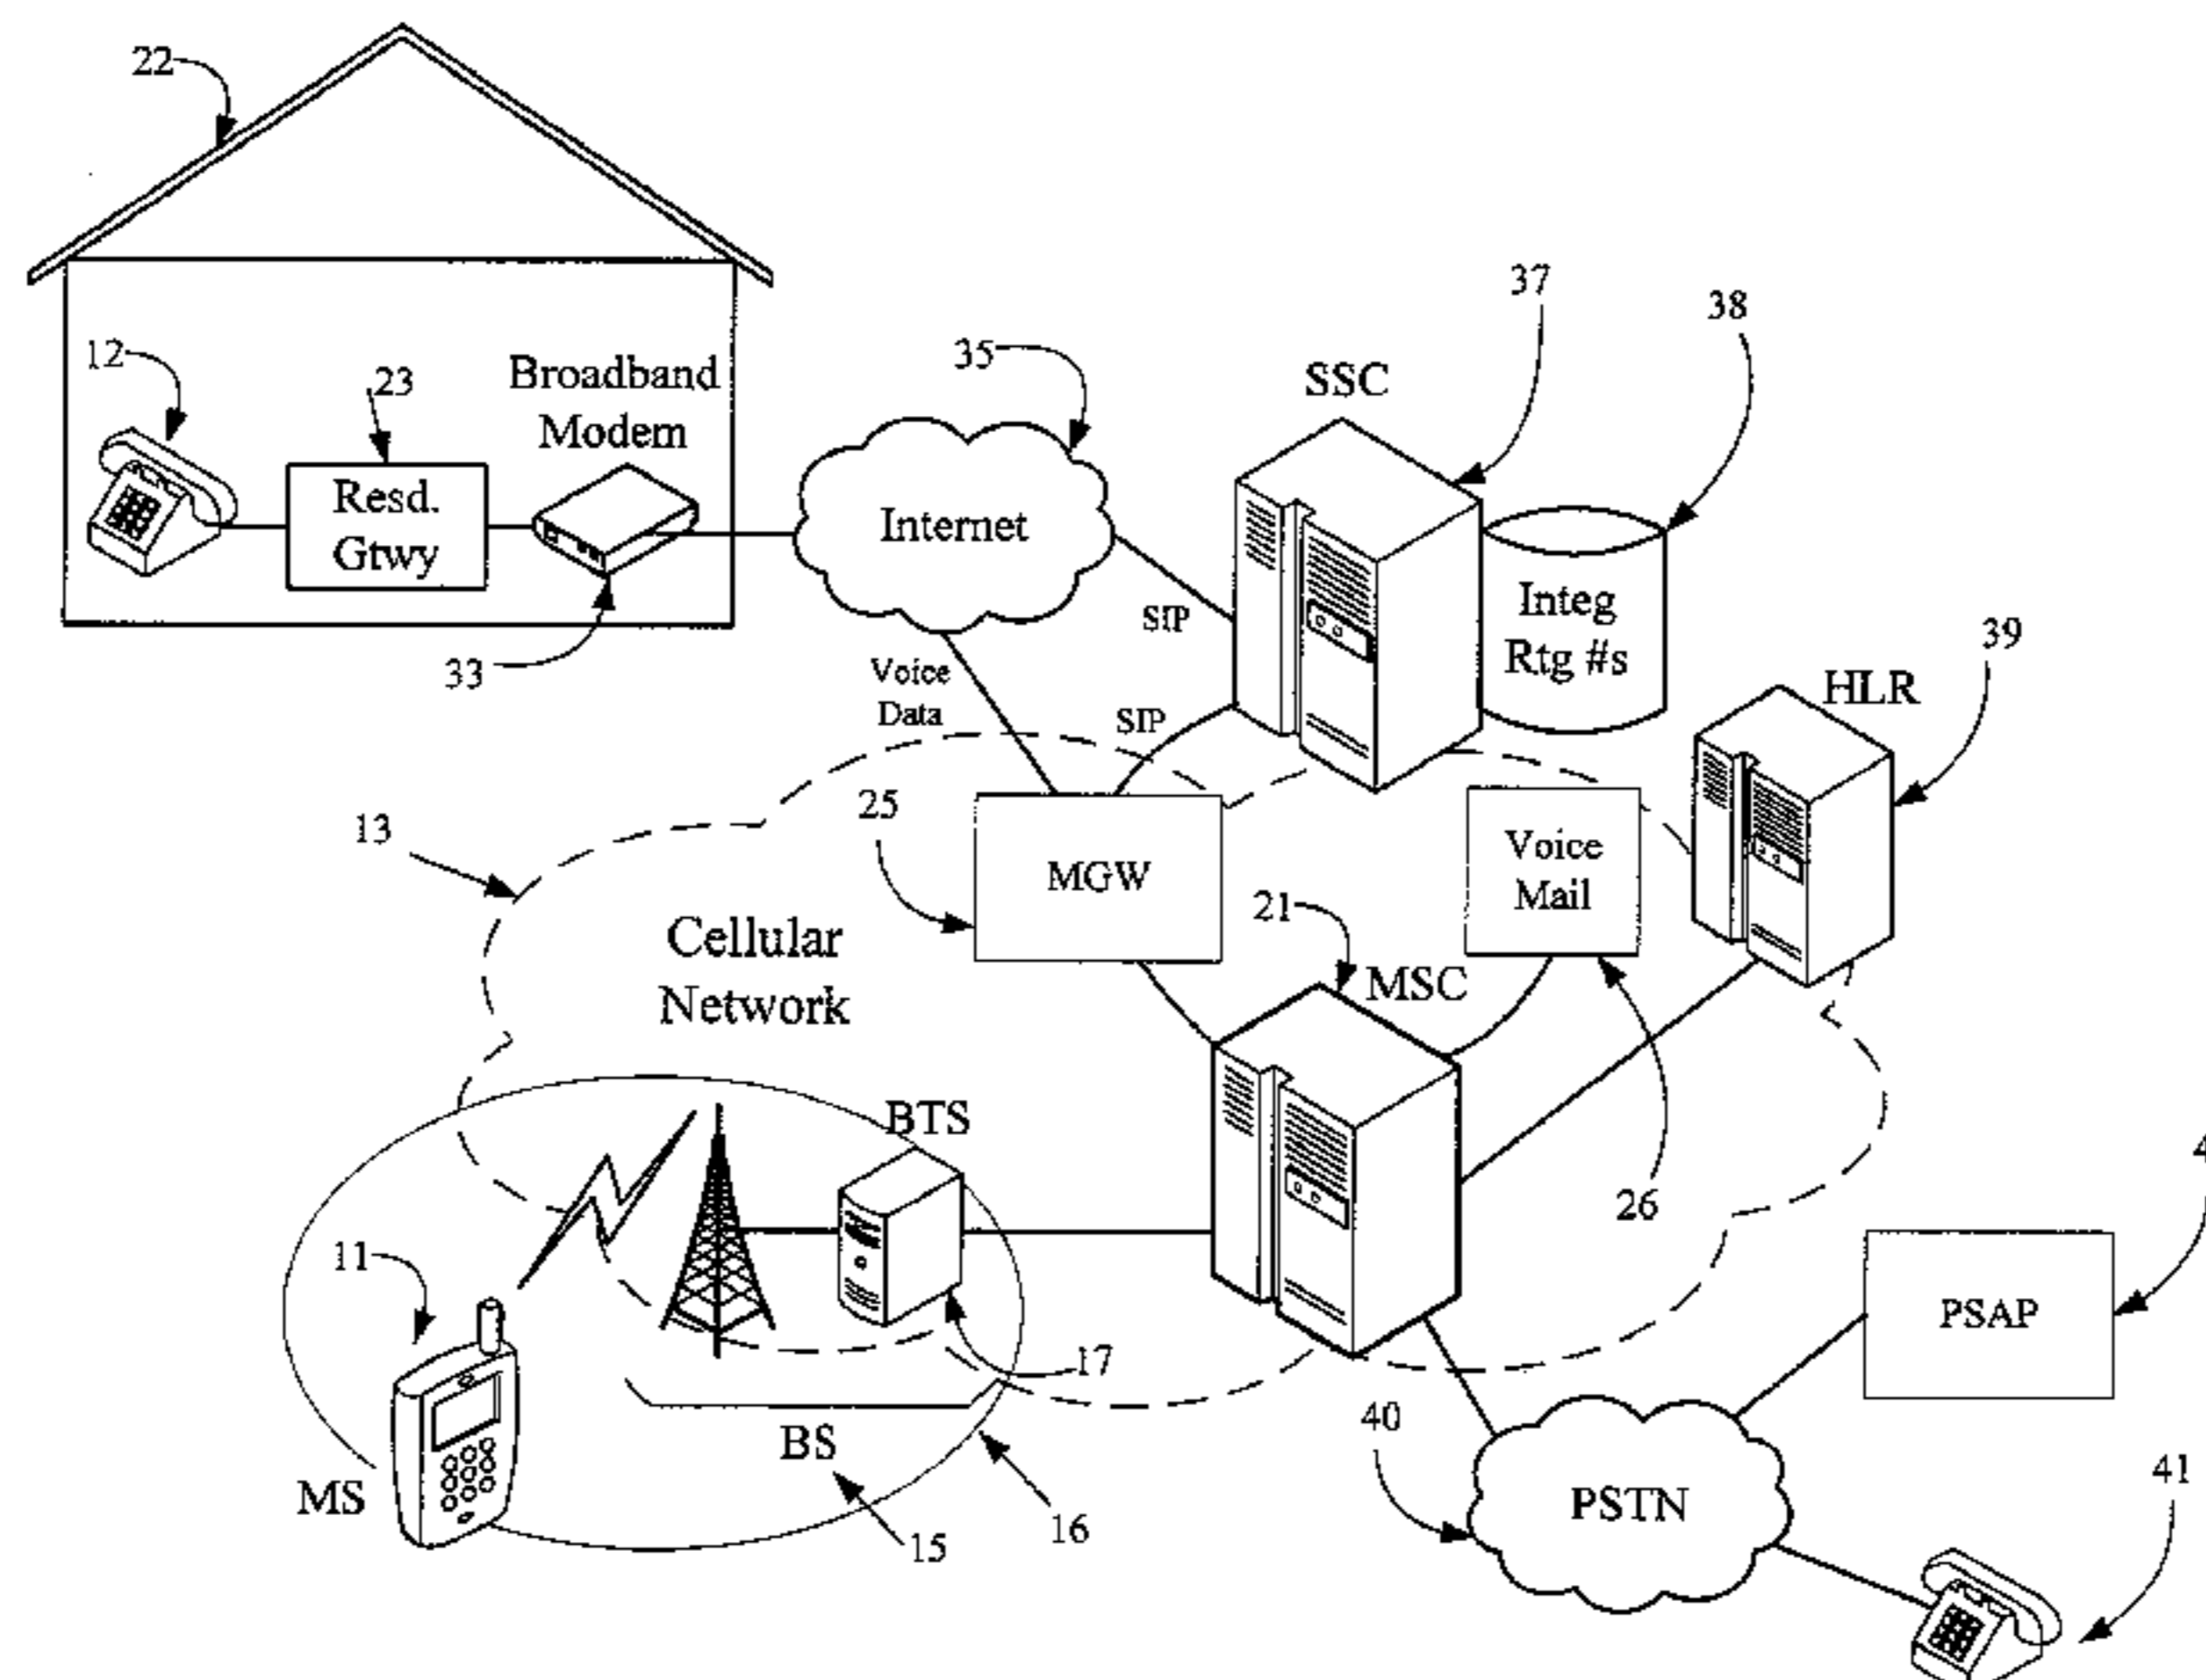 22
37
38
12
23
Broadband
Modem
35
SSC
Resd.
Gtwy
Internet
Integ
Rtg #s
33
SIP
39
Voice
Data
SIP
HLR
13
25
MGW
Voice
Mail
21
MSC
Cellular
Network
BTS
26
4
11
PSAP
17
40
BS
MS
16
15
PSTN
41